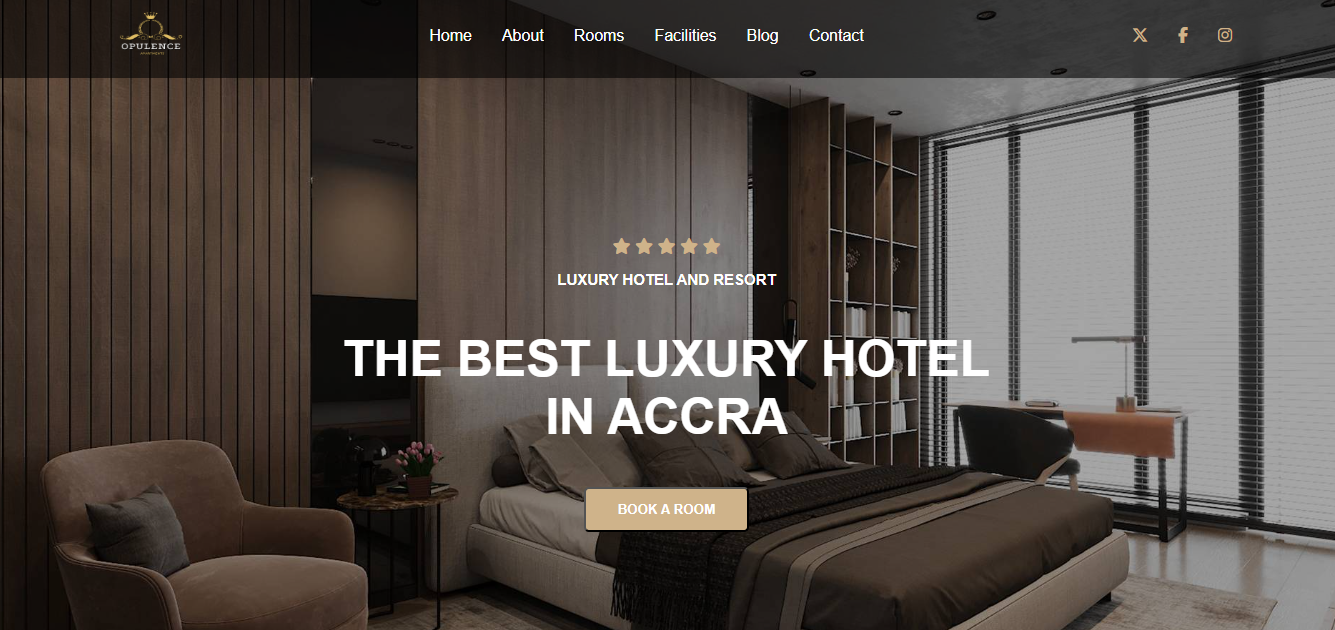 OPULENCE
APARTMENTS
Home About Rooms Facilities Blog Contact
LUXURY HOTEL AND RESORT
THE BEST LUXURY HOTEL
IN ACCRA
BOOK A ROOM